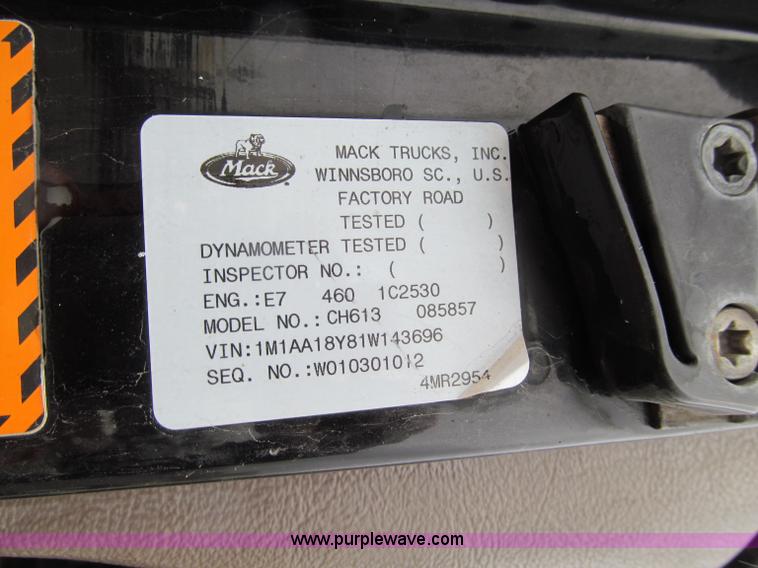 Mack
MACK TRUCKS, INC.
WINNSBORO SC., U.S.
FACTORY ROAD
TESTED ( )
DYNAMOMETER TESTED ( )
INSPECTOR NO.: ( )
ENG.:E7 460 1C2530
MODEL NO.:CH613 085857
VIN:1M1AA18Y81W143696
SEQ. NO.:W010301012
4MR2954
www.purplewave.com